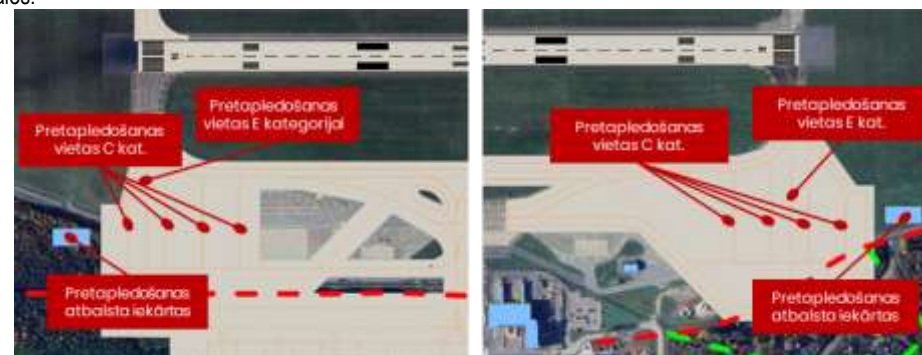 Pretapledošanas
vietas E kategorijai
Pretapledošanas
vietas C kat.
Pretapledošanas
atbalsta iekārtas
Pretapledošanas
vietas E kat.
Pretapledošanas
vietas C kat.
Pretapledošanas
atbalsta iekārtas